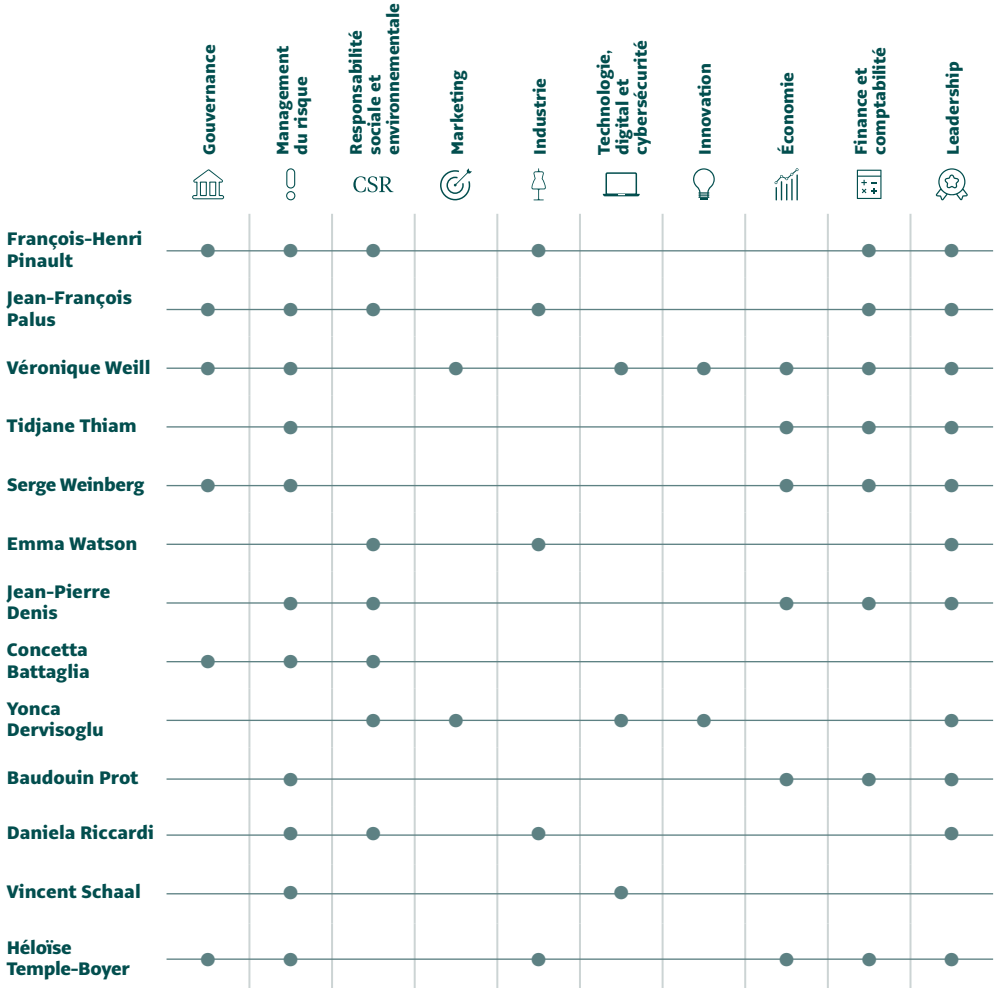 Gouvernance
Management
du risque
Responsabilité
sociale et
environnementale
Marketing
Industrie
Technologie,
digital et
cybersécurité
Innovation
Économie
Finance et
comptabilité
Leadership
CSR
François-Henri
Pinault
Jean-François
Palus
Véronique Weill
Tidjane Thiam
Serge Weinberg
Emma Watson
Jean-Pierre
Denis
Concetta
Battaglia
Yonca
Dervisoglu
Baudouin Prot
Daniela Riccardi
Vincent Schaal
Héloïse
Temple-Boyer